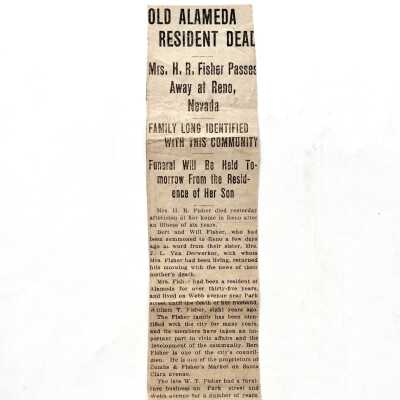 OLD ALAMEDA
RESIDENT DEAD
Mrs. H. R. Fisher Passes
Away at Reno,
Nevada
FAMILY LONG IDENTIFIED
WITH THIS COMMUNITY
Funeral Will Be Held To-
morrow From the Resid-
ence of Her Son
Mrs. H. R. Fisher died yesterday
afternoon at her home in Reno after
an illness of six years.
Bert and Will Fisher, who had
been summoned to Reno a few days
ago at word from their sister, Mrs.
J. L. Van Derwerker, with whom
Mrs. Fisher had been living, returned
this morning with the news of their
mother's death.
Mrs. Fisher had been a resident of
Alameda for over thirty-five years,
and lived on Webb avenue near Park
street until the death of her husband,
William T. Fisher, eight years ago.
The Fisher family has been iden-
tified with the city for many years
and its members have taken an im-
portant part in civic affairs and the
development of the community. Bert
Fisher is one of the city's council-
men. He is one of the proprietors of
Combs & Fisher's Market on Santa
Clara avenue.
The late W. T. Fisher had a furni-
ture business on Park street and
Webb avenue for a number of years